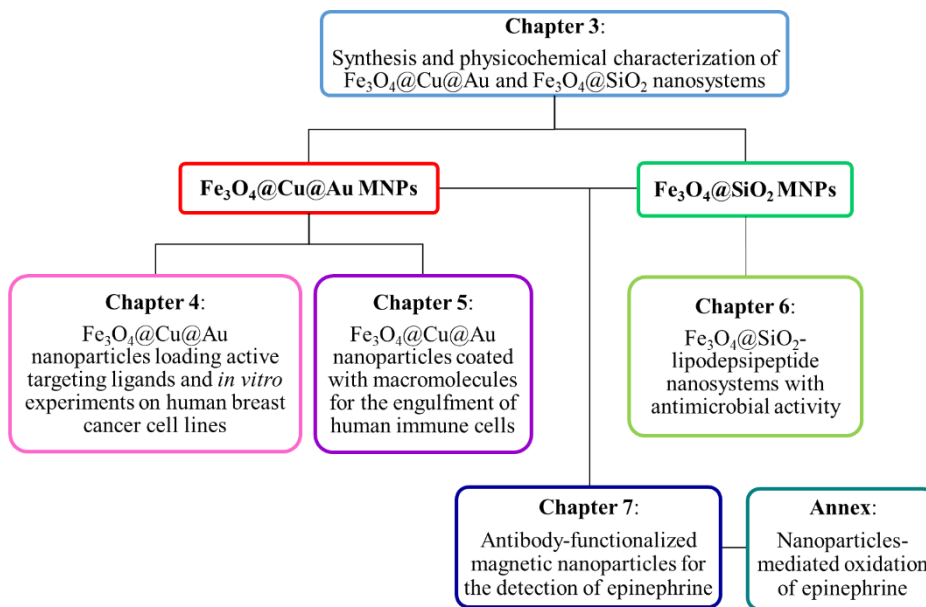 Chapter 3:
Synthesis and physicochemical characterization of
Fe₃O₄@Cu@Au and Fe₃O₄@SiO₂ nanosystems
Fe₃O₄@Cu@Au MNPs
Fe₃O₄@SiO₂ MNPs
Chapter 4:
Fe₃O₄@Cu@Au
nanoparticles loading active
targeting ligands and in vitro
experiments on human breast
cancer cell lines
Chapter 5:
Fe₃O₄@Cu@Au
nanoparticles coated
with macromolecules
for the engulfment of
human immune cells
Chapter 6:
Fe₃O₄@SiO₂-
lipodepsipeptide
nanosystems with
antimicrobial activity
Chapter 7:
Antibody-functionalized
magnetic nanoparticles for
the detection of epinephrine
Annex:
Nanoparticles-
mediated oxidation
of epinephrine